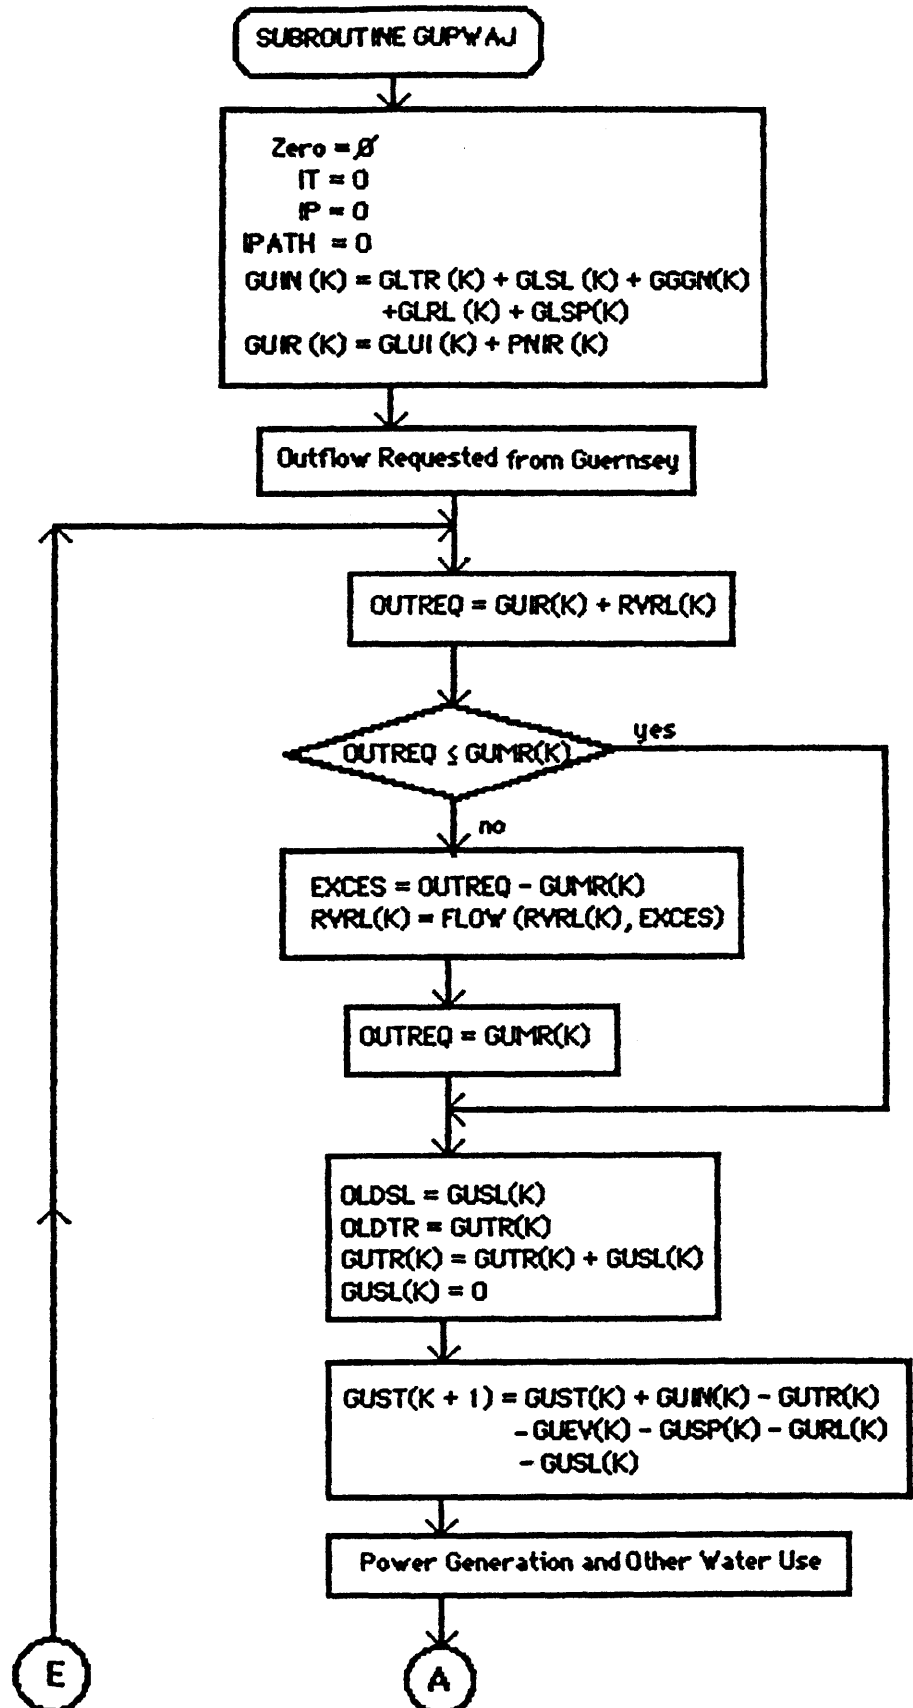 SUBROUTINE GUPWAJ
Zero = Ø
IT = 0
IP = 0
IPATH = 0
GUIN (K) = GLTR (K) + GLSL (K) + GGGN(K)
+GLRL (K) + GLSP(K)
GUIR (K) = GLUI (K) + PNIR (K)
Outflow Requested from Guernsey
OUTREQ = GUIR(K) + RVRL(K)
OUTREQ ≤ GUMR(K)
yes
no
EXCES = OUTREQ - GUMR(K)
RVRL(K) = FLOW (RVRL(K), EXCES)
OUTREQ = GUMR(K)
OLDSL = GUSL(K)
OLDTR = GUTR(K)
GUTR(K) = GUTR(K) + GUSL(K)
GUSL(K) = 0
GUST(K + 1) = GUST(K) + GUIN(K) - GUTR(K)
- GUEV(K) - GUSP(K) - GURL(K)
- GUSL(K)
Power Generation and Other Water Use
E
A